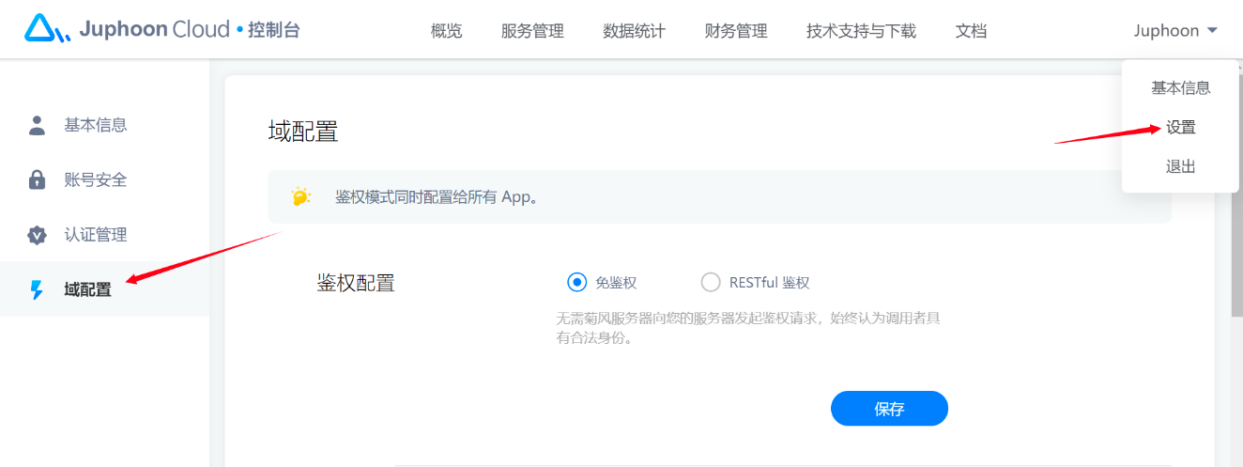 Juphoon Cloud • 控制台
概览
服务管理
数据统计
财务管理
技术支持与下载
文档
Juphoon
基本信息
设置
退出
基本信息
账号安全
认证管理
域配置
域配置
鉴权模式同时配置给所有 App。
鉴权配置
免鉴权
RESTful 鉴权
无需菊风服务器向您的服务器发起鉴权请求，始终认为调用者具
有合法身份。
保存